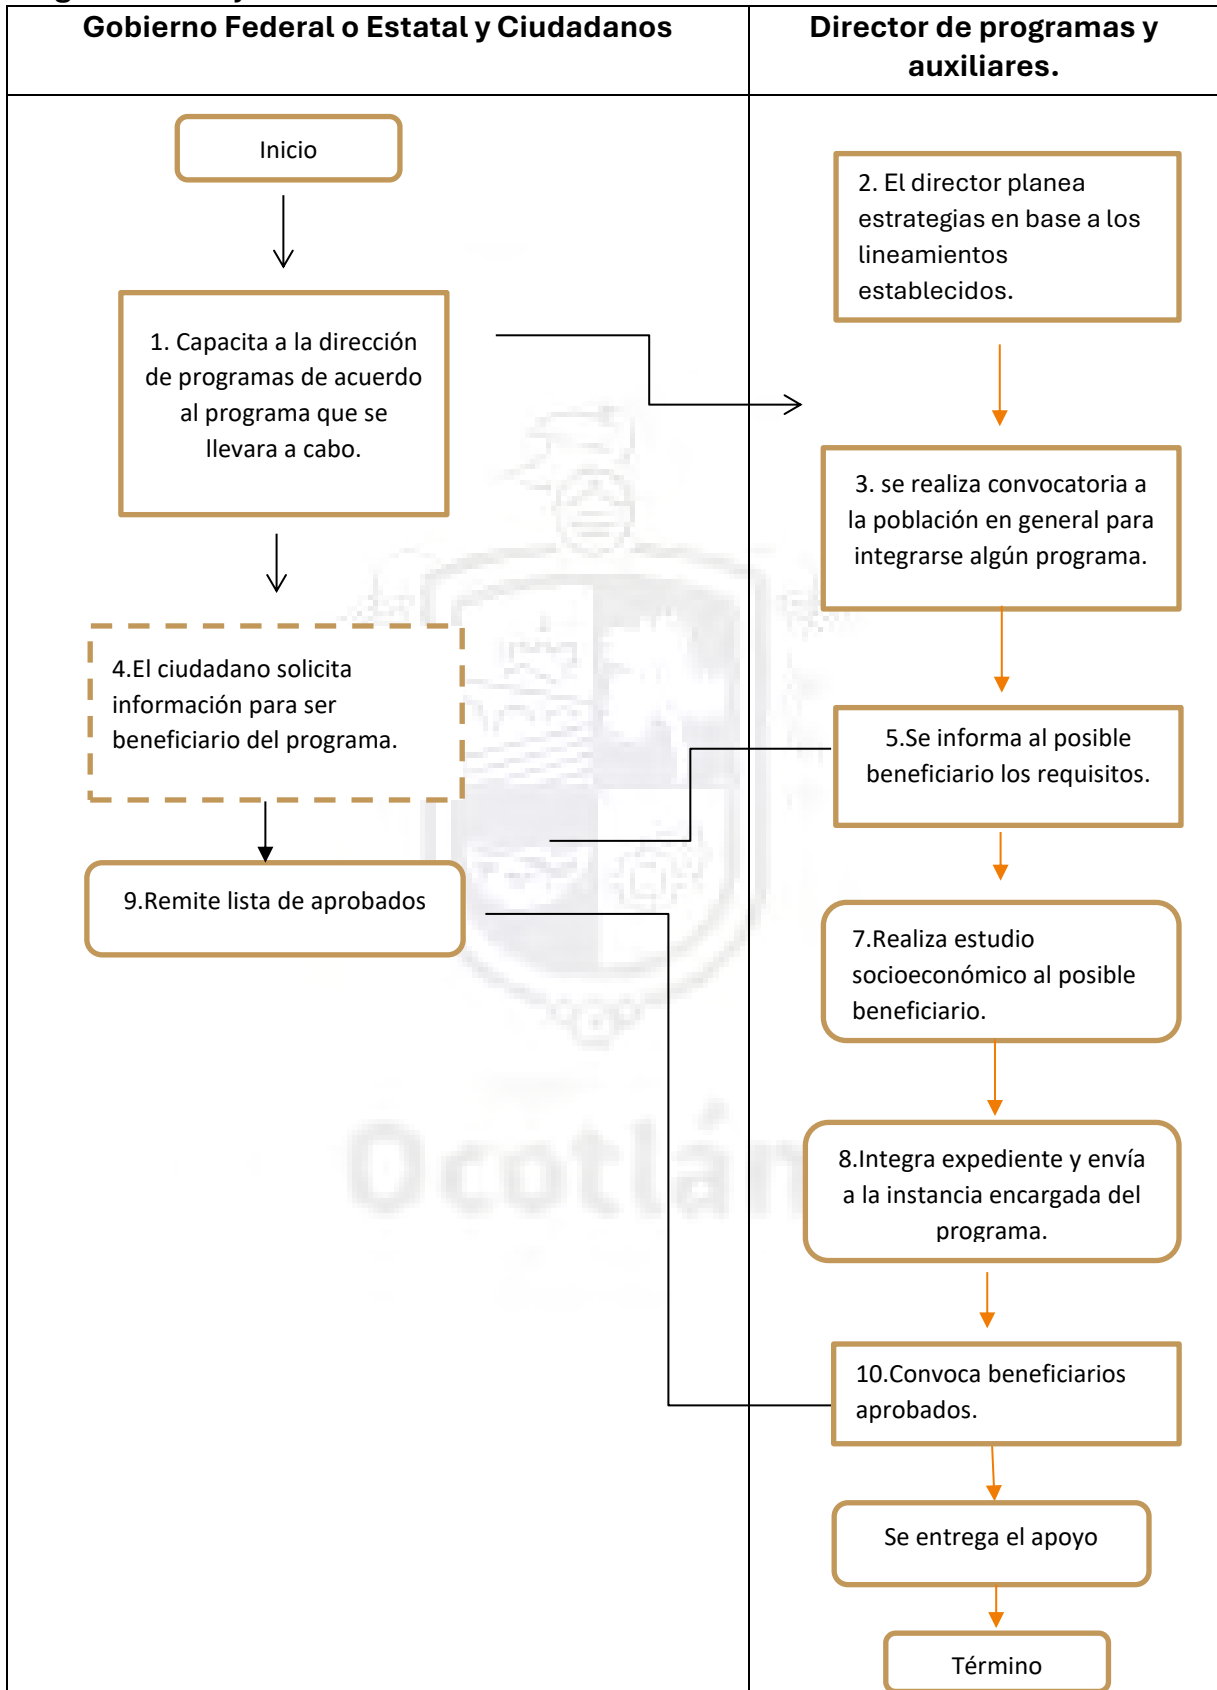 Gobierno Federal o Estatal y Ciudadanos
Director de programas y
auxiliares.
Inicio
1. Capacita a la dirección
de programas de acuerdo
al programa que se
llevara a cabo.
4.El ciudadano solicita
información para ser
beneficiario del programa.
9.Remite lista de aprobados
2. El director planea
estrategias en base a los
lineamientos
establecidos.
3. se realiza convocatoria a
la población en general para
integrarse algún programa.
5.Se informa al posible
beneficiario los requisitos.
7.Realiza estudio
socioeconómico al posible
beneficiario.
8.Integra expediente y envía
a la instancia encargada del
programa.
10.Convoca beneficiarios
aprobados.
Se entrega el apoyo
Término
Ocotlán